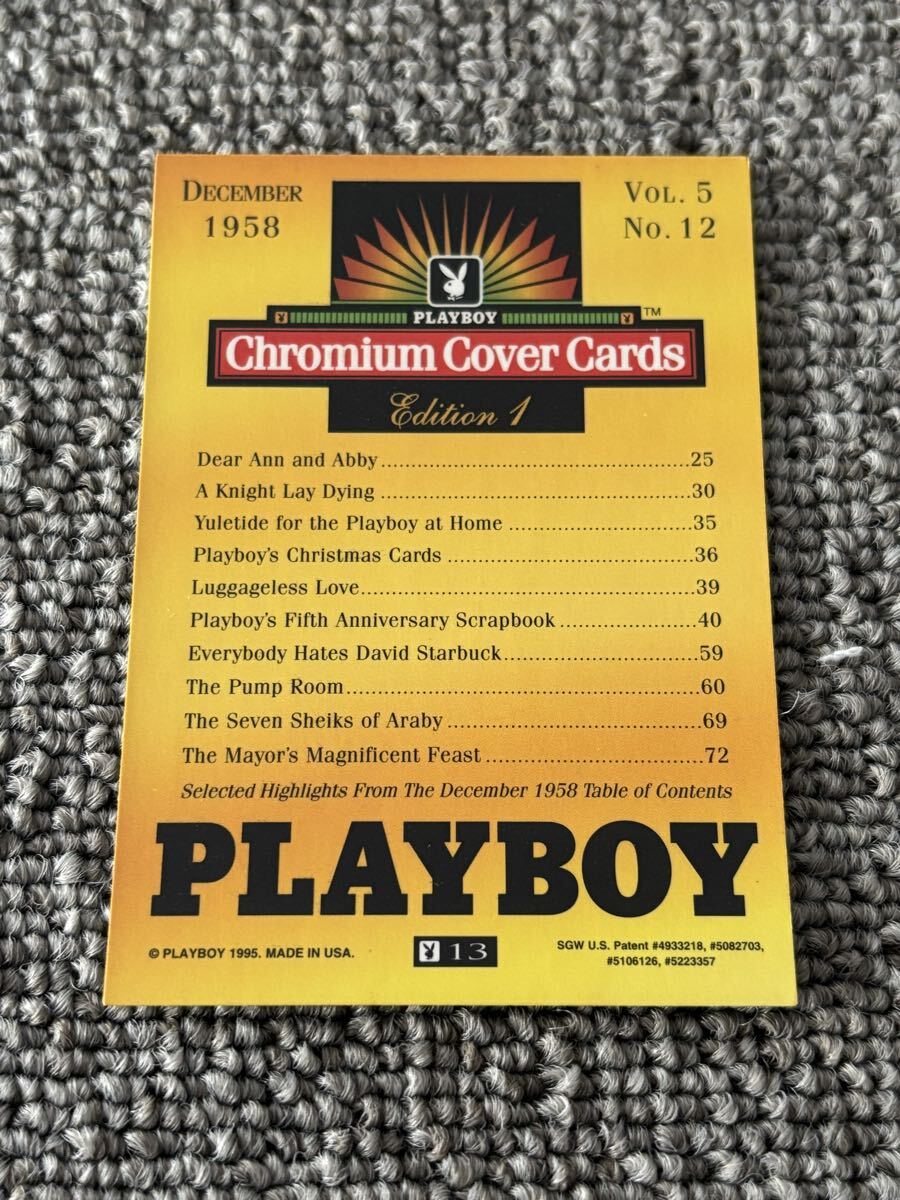 DECEMBER
1958
VOL. 5
No. 12
PLAYBOY
Chromium Cover Cards™
Edition 1
Dear Ann and Abby........................................25
A Knight Lay Dying........................................30
Yuletide for the Playboy at Home........................35
Playboy's Christmas Cards................................36
Luggageless Love...........................................39
Playboy's Fifth Anniversary Scrapbook..................40
Everybody Hates David Starbuck.........................59
The Pump Room..............................................60
The Seven Sheiks of Araby.................................69
The Mayor's Magnificent Feast............................72
Selected Highlights From The December 1958 Table of Contents
PLAYBOY
© PLAYBOY 1995. MADE IN USA.
13
SGW U.S. Patent #4933218, #5082703,
#5106126, #5223357